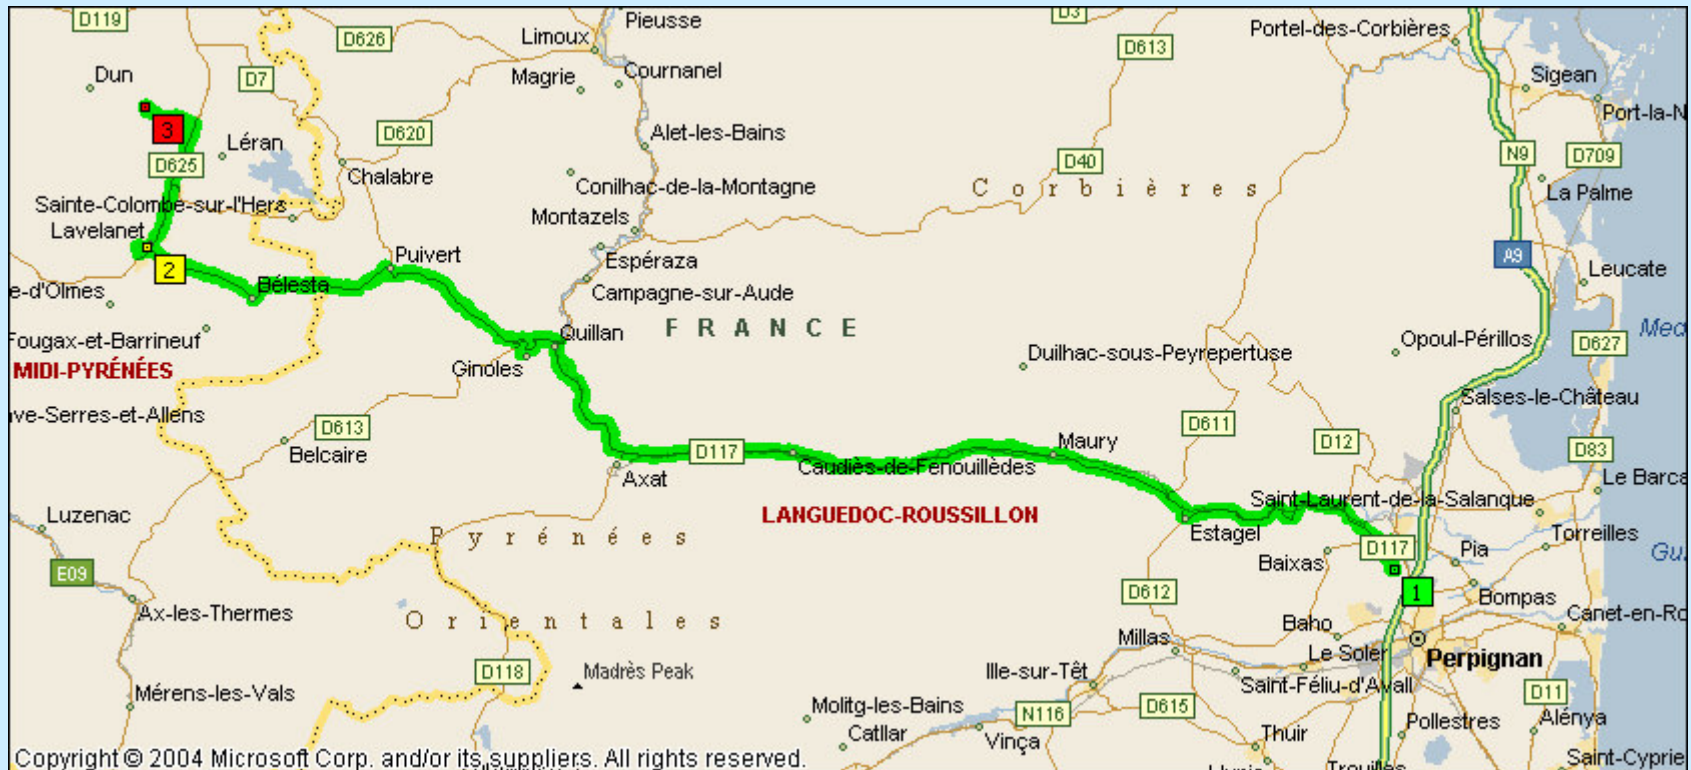 D119
Pieusse
D3
D626
Limoux
D613
Portel-des-Corbières
Dun
D7
Magrie
Cournanel
Sigean
Port-la-N
3
Léran
D620
Alet-les-Bains
D40
N9
D709
D625
Chalabre
Conilhac-de-la-Montagne
Corbières
La Palme
Sainte-Colombe-sur-l'Hers
Montazels
Lavelanet
2
Puivert
Espéraza
A9
Leucate
Bélesta
e-d'Olmes
Campagne-sur-Aude
Fougax-et-Barrineuf
Quillan
FRANCE
Med
Opoul-Périllos
D627
Ginoles
Duilhac-sous-Peyrepertuse
MIDI-PYRÉNÉES
Salses-le-Château
ave-Serres-et-Allens
D613
D611
D12
Belcaire
D117
Maury
D83
Caudiès-de-Fenouillèdes
Axat
Le Barca
Saint-Laurent-de-la-Salanque
Luzenac
LANGUEDOC-ROUSSILLON
Estagel
Torreilles
Pyrénées
D117
Pia
Gu
Baixas
E09
D612
1
Bompas
Ax-les-Thermes
Orientales
Baho
Canet-en-Ro
Millas
Le Soler
Perpignan
D118
Madrès Peak
Ille-sur-Têt
Saint-Féliu-d'Avall
Mérens-les-Vals
Molitg-les-Bains
N116
D615
D11
Catllar
Vinça
Thuir
Pollestres
Alénya
Copyright © 2004 Microsoft Corp. and/or its suppliers. All rights reserved.
Trouillas
Saint-Cyprie